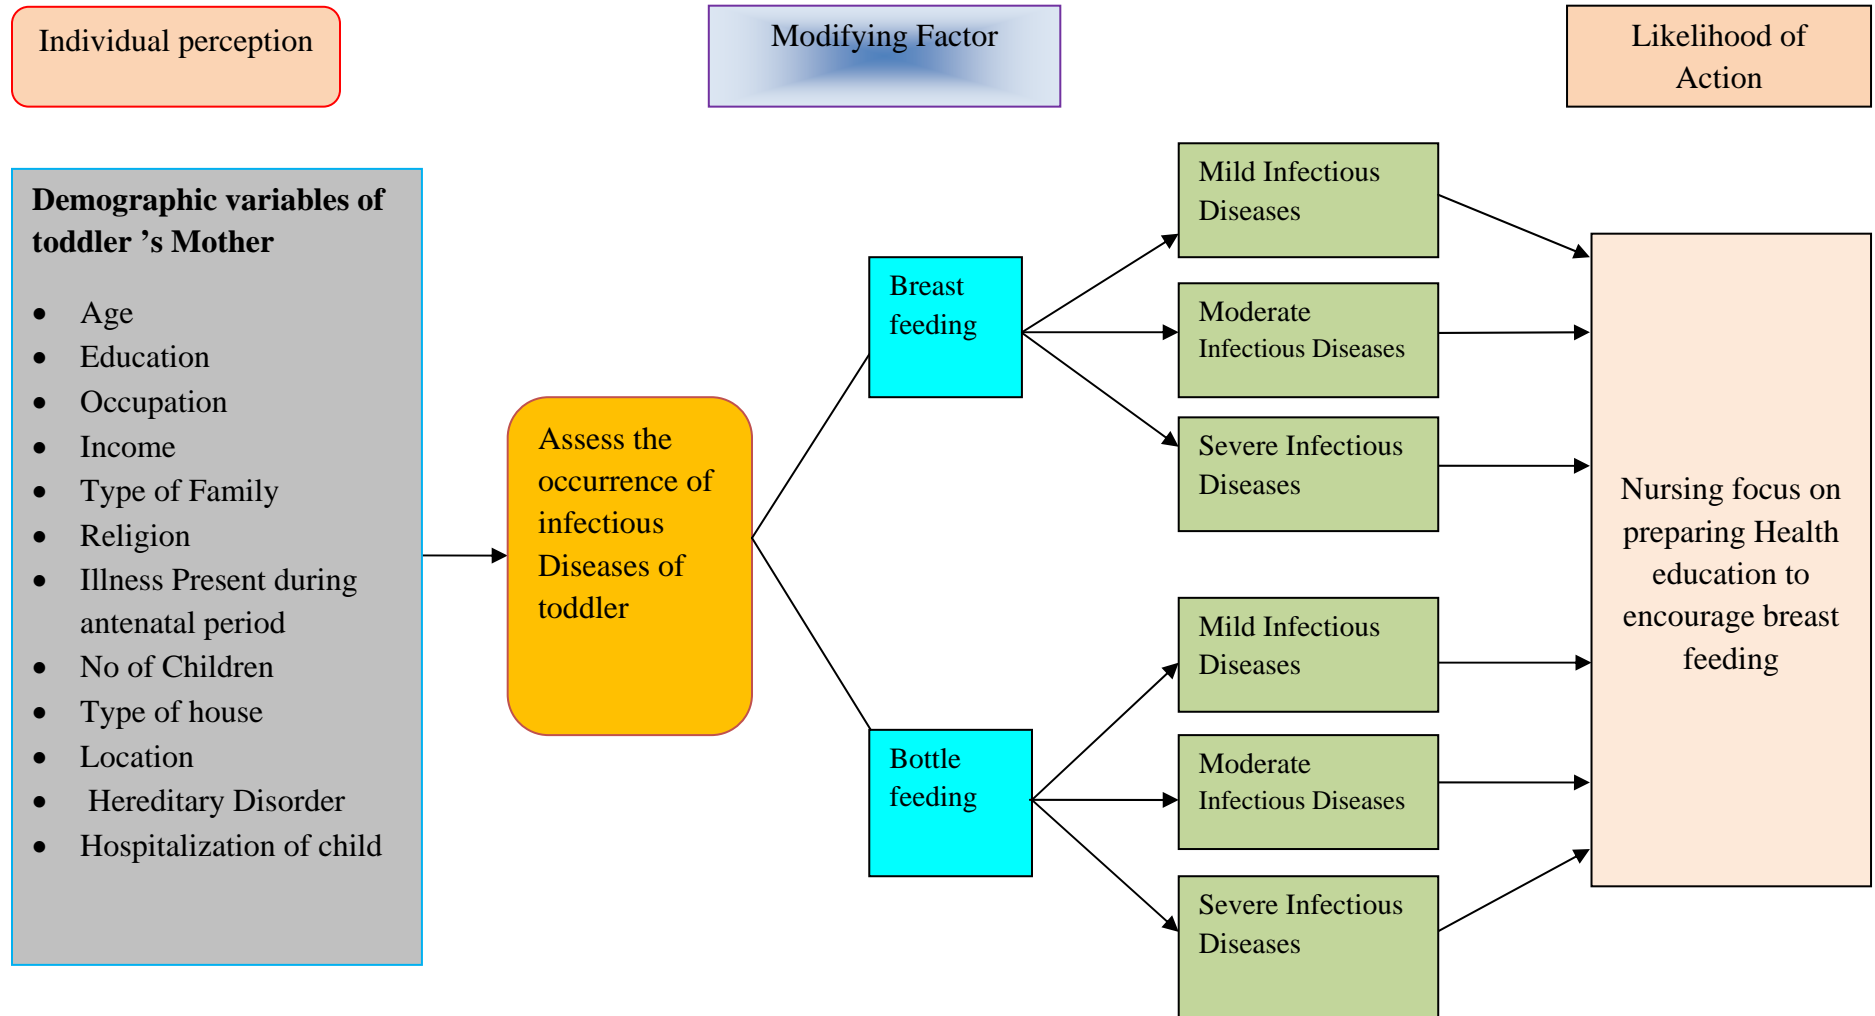 Individual perception
Modifying Factor
Likelihood of
Action
Demographic variables of
toddler ’s Mother
• Age
• Education
• Occupation
• Income
• Type of Family
• Religion
• Illness Present during
antenatal period
• No of Children
• Type of house
• Location
• Hereditary Disorder
• Hospitalization of child
Assess the
occurrence of
infectious
Diseases of
toddler
Breast
feeding
Bottle
feeding
Mild Infectious
Diseases
Moderate
Infectious Diseases
Severe Infectious
Diseases
Mild Infectious
Diseases
Moderate
Infectious Diseases
Severe Infectious
Diseases
Nursing focus on
preparing Health
education to
encourage breast
feeding